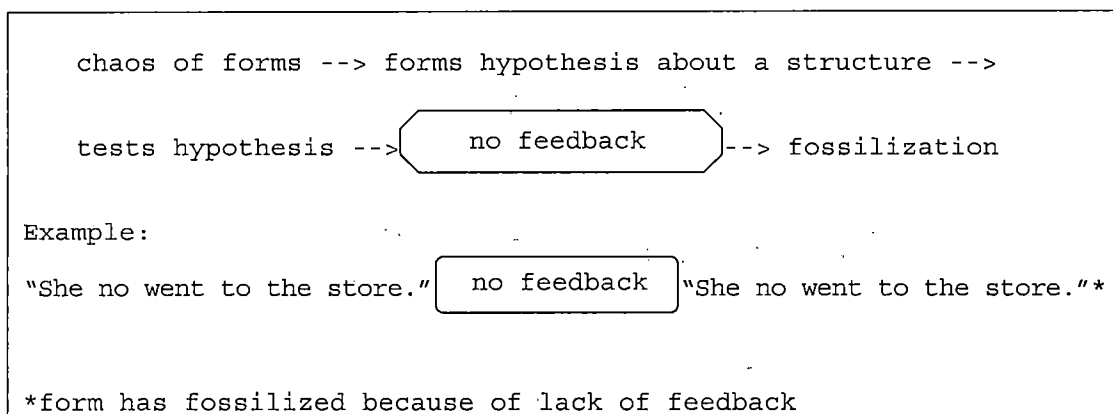 chaos of forms --> forms hypothesis about a structure -->
tests hypothesis --> no feedback --> fossilization
Example:
"She no went to the store." no feedback "She no went to the store."*
*form has fossilized because of lack of feedback